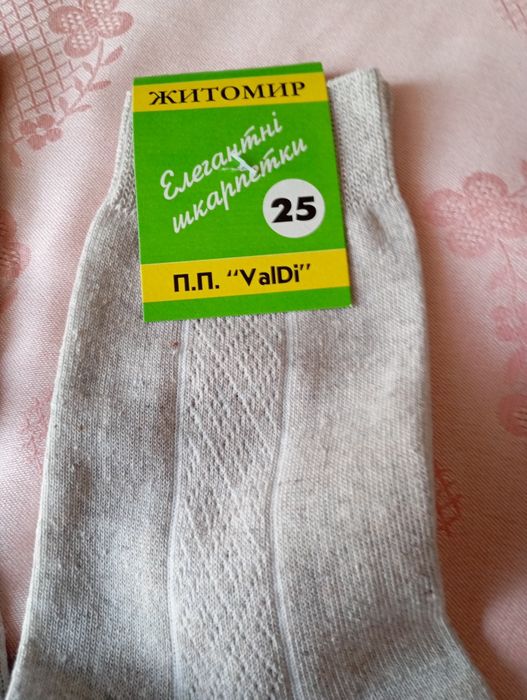 ЖИТОМИР
Елегантні
шкарпетки
25
П.П. "ValDi"